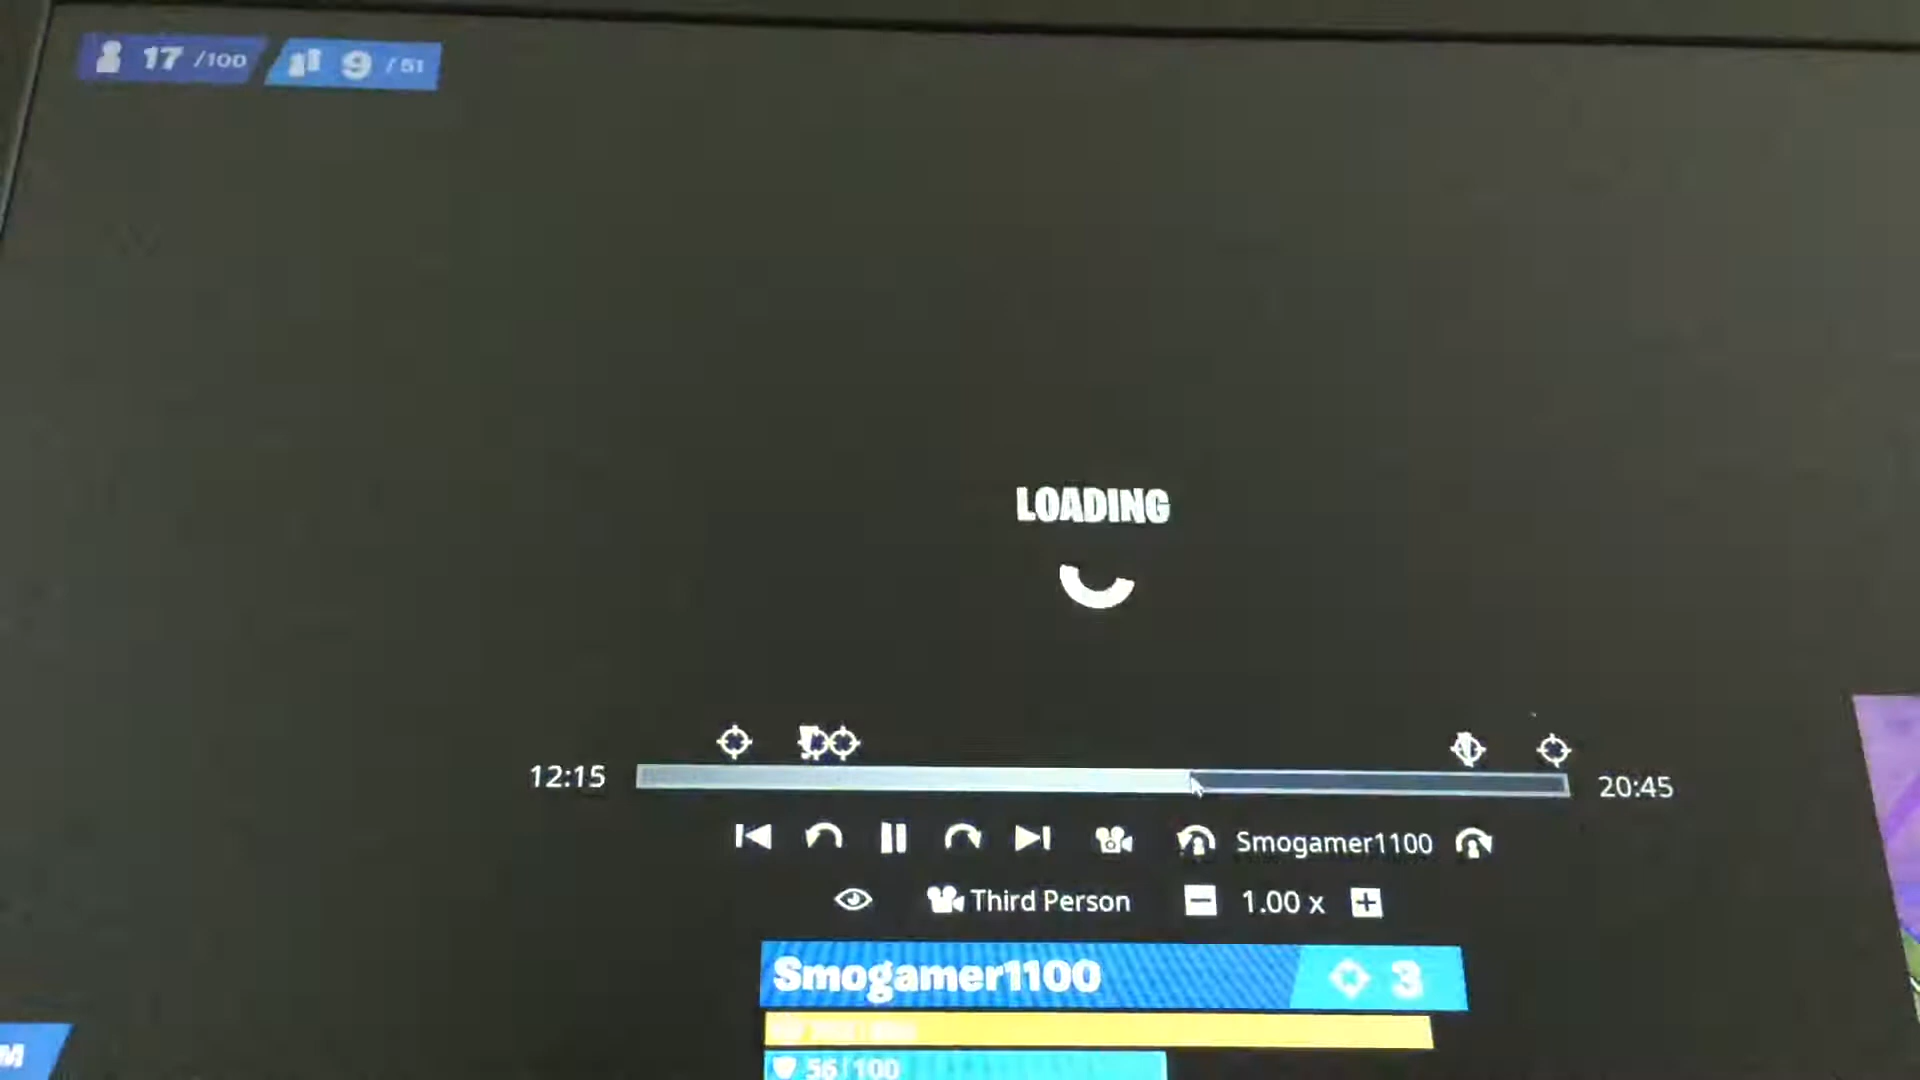 17 /100 9 / 51
LOADING
12:15 20:45
Smogamer1100
Third Person 1.00 x
Smogamer1100 3
56|100
M